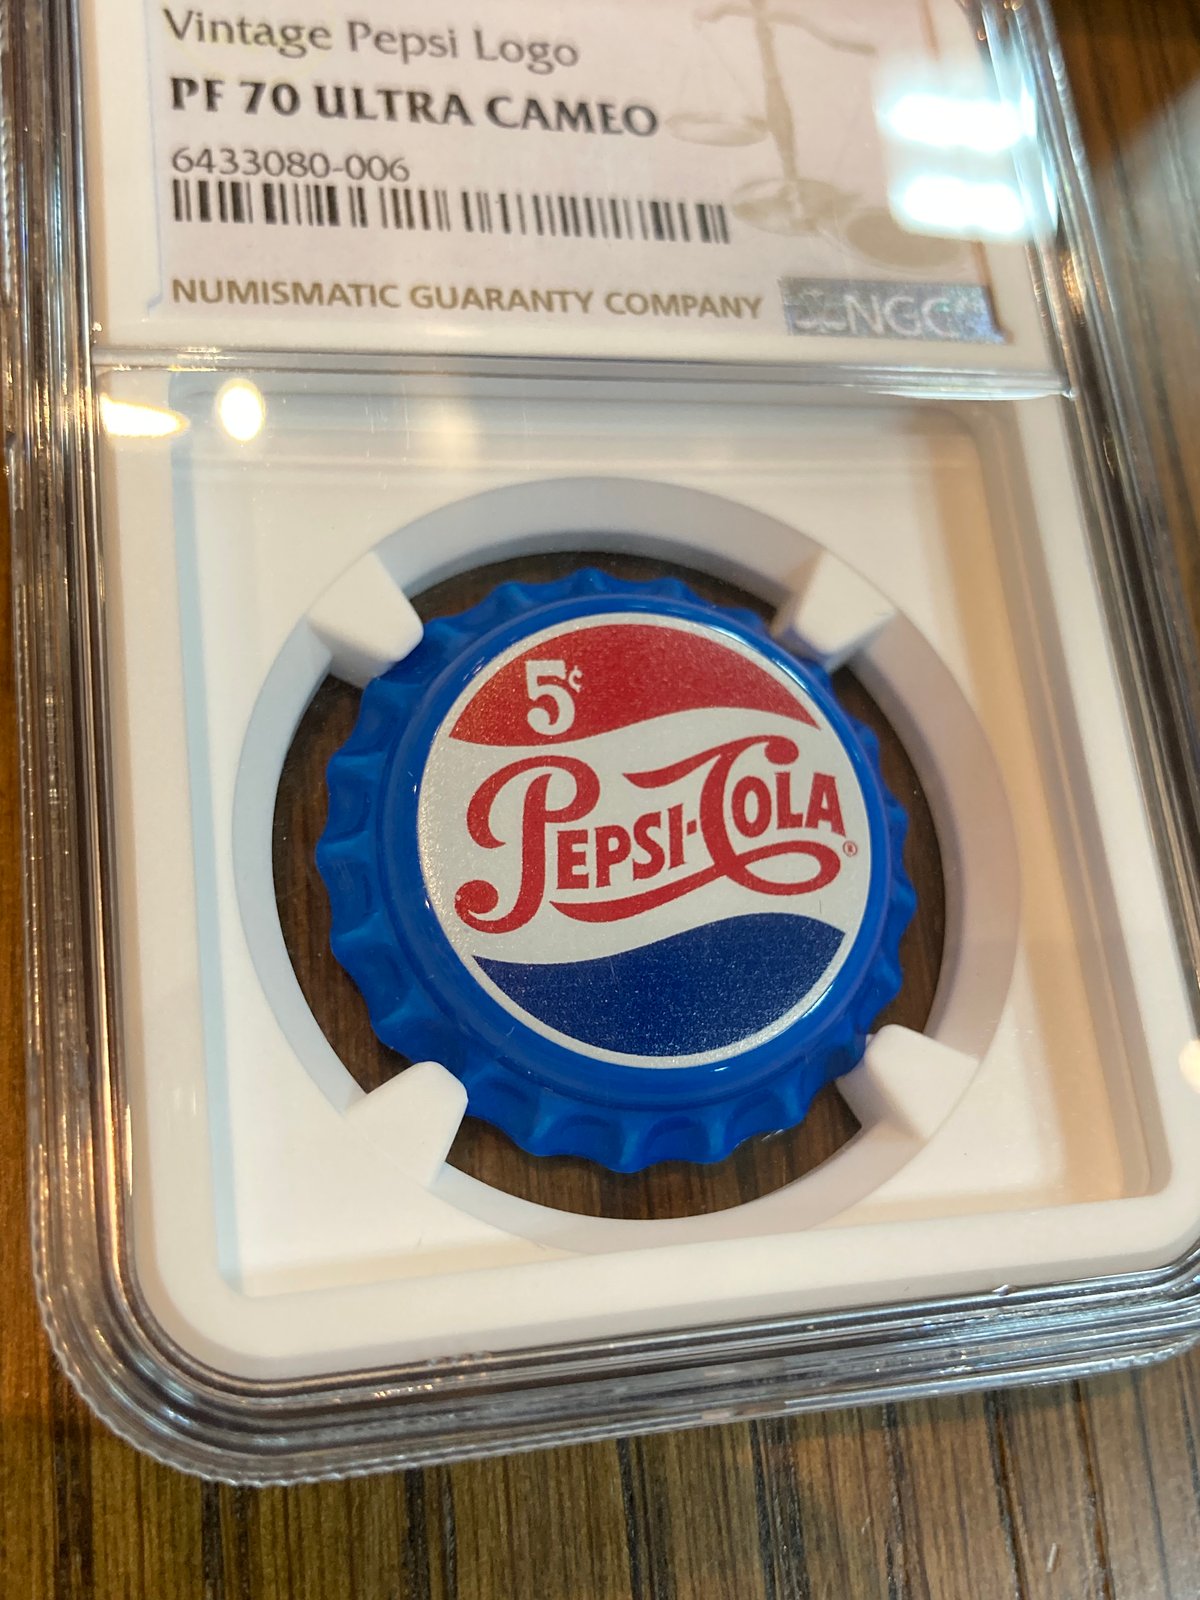 Vintage Pepsi Logo
PF 70 ULTRA CAMEO
6433080-006
NUMISMATIC GUARANTY COMPANY
NGC
5¢
PEPSI-COLA®